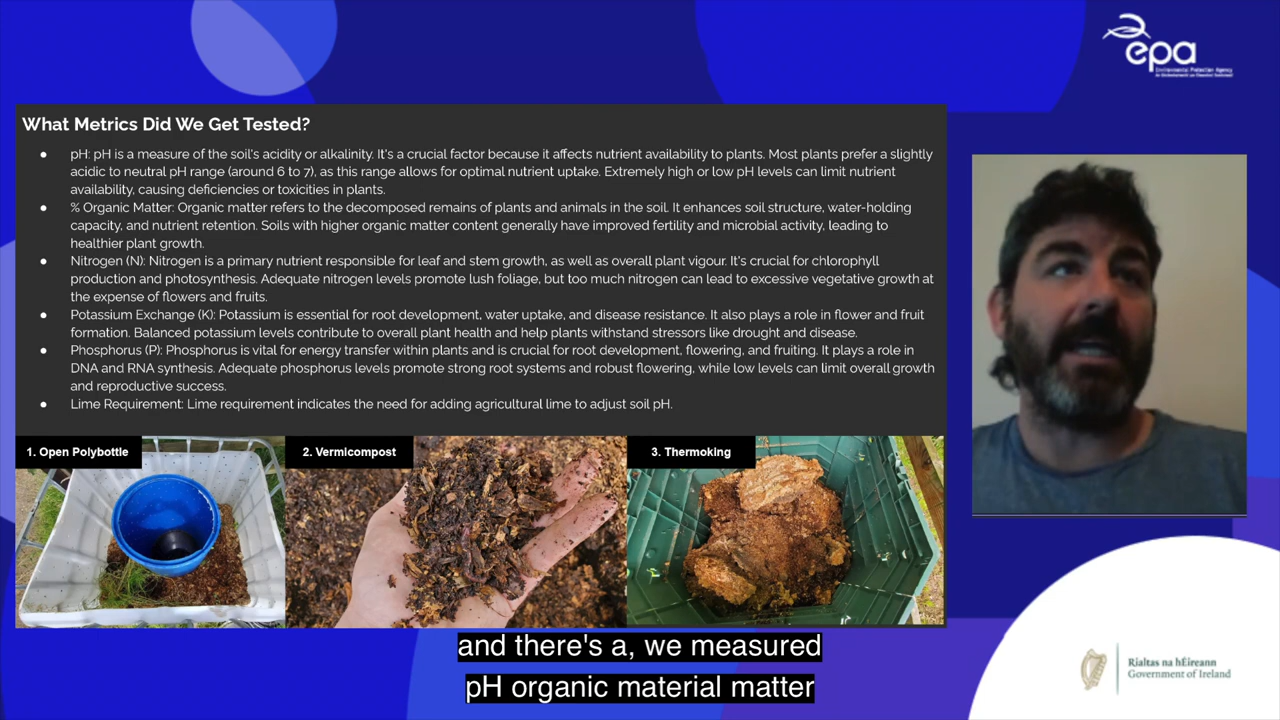 epa
Environmental Protection Agency
What Metrics Did We Get Tested?
● pH: pH is a measure of the soil's acidity or alkalinity. It's a crucial factor because it affects nutrient availability to plants. Most plants prefer a slightly
acidic to neutral pH range (around 6 to 7), as this range allows for optimal nutrient uptake. Extremely high or low pH levels can limit nutrient
availability, causing deficiencies or toxicities in plants.
● % Organic Matter: Organic matter refers to the decomposed remains of plants and animals in the soil. It enhances soil structure, water-holding
capacity, and nutrient retention. Soils with higher organic matter content generally have improved fertility and microbial activity, leading to
healthier plant growth.
● Nitrogen (N): Nitrogen is a primary nutrient responsible for leaf and stem growth, as well as overall plant vigour. It's crucial for chlorophyll
production and photosynthesis. Adequate nitrogen levels promote lush foliage, but too much nitrogen can lead to excessive vegetative growth at
the expense of flowers and fruits.
● Potassium Exchange (K): Potassium is essential for root development, water uptake, and disease resistance. It also plays a role in flower and fruit
formation. Balanced potassium levels contribute to overall plant health and help plants withstand stressors like drought and disease.
● Phosphorus (P): Phosphorus is vital for energy transfer within plants and is crucial for root development, flowering, and fruiting. It plays a role in
DNA and RNA synthesis. Adequate phosphorus levels promote strong root systems and robust flowering, while low levels can limit overall growth
and reproductive success.
● Lime Requirement: Lime requirement indicates the need for adding agricultural lime to adjust soil pH.
1. Open Polybottle
2. Vermicompost
3. Thermoking
and there's a, we measured
pH organic material matter
Rialtas na hÉireann
Government of Ireland